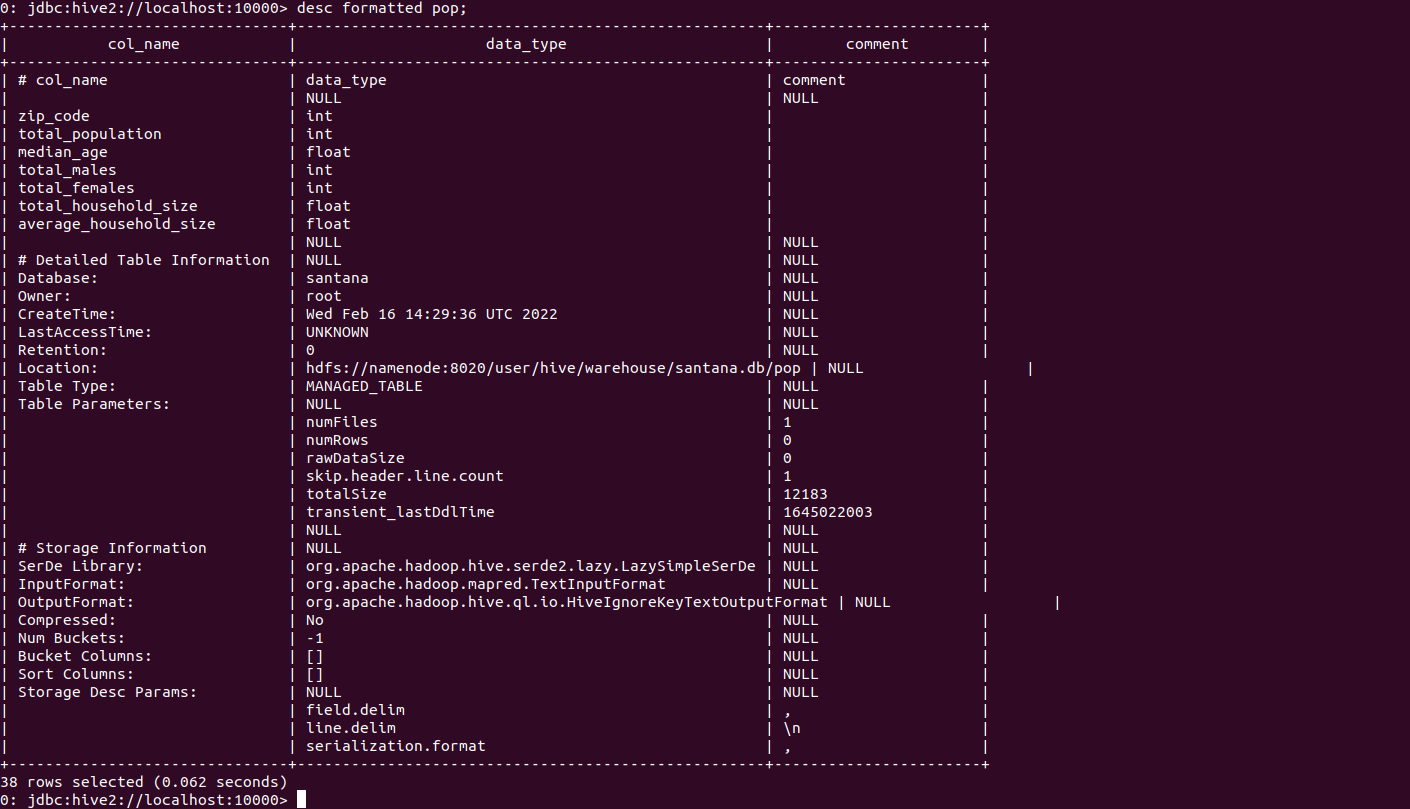 0: jdbc:hive2://localhost:10000> desc formatted pop;
+-------------------------------+----------------------------------------------------+-----------------------+
|           col_name            |                     data_type                      |        comment        |
+-------------------------------+----------------------------------------------------+-----------------------+
| # col_name                    | data_type                                          | comment               |
|                               | NULL                                               | NULL                  |
| zip_code                      | int                                                |                       |
| total_population              | int                                                |                       |
| median_age                    | float                                              |                       |
| total_males                   | int                                                |                       |
| total_females                 | int                                                |                       |
| total_household_size          | float                                              |                       |
| average_household_size        | float                                              |                       |
|                               | NULL                                               | NULL                  |
| # Detailed Table Information  | NULL                                               | NULL                  |
| Database:                     | santana                                            | NULL                  |
| Owner:                        | root                                               | NULL                  |
| CreateTime:                   | Wed Feb 16 14:29:36 UTC 2022                       | NULL                  |
| LastAccessTime:               | UNKNOWN                                            | NULL                  |
| Retention:                    | 0                                                  | NULL                  |
| Location:                     | hdfs://namenode:8020/user/hive/warehouse/santana.db/pop | NULL                  |
| Table Type:                   | MANAGED_TABLE                                      | NULL                  |
| Table Parameters:             | NULL                                               | NULL                  |
|                               | numFiles                                           | 1                     |
|                               | numRows                                            | 0                     |
|                               | rawDataSize                                        | 0                     |
|                               | skip.header.line.count                             | 1                     |
|                               | totalSize                                          | 12183                 |
|                               | transient_lastDdlTime                              | 1645022003            |
|                               | NULL                                               | NULL                  |
| # Storage Information         | NULL                                               | NULL                  |
| SerDe Library:                | org.apache.hadoop.hive.serde2.lazy.LazySimpleSerDe | NULL                  |
| InputFormat:                  | org.apache.hadoop.mapred.TextInputFormat           | NULL                  |
| OutputFormat:                 | org.apache.hadoop.hive.ql.io.HiveIgnoreKeyTextOutputFormat | NULL                  |
| Compressed:                   | No                                                 | NULL                  |
| Num Buckets:                  | -1                                                 | NULL                  |
| Bucket Columns:               | []                                                 | NULL                  |
| Sort Columns:                 | []                                                 | NULL                  |
| Storage Desc Params:          | NULL                                               | NULL                  |
|                               | field.delim                                        | ,                     |
|                               | line.delim                                         | \n                    |
|                               | serialization.format                               | ,                     |
+-------------------------------+----------------------------------------------------+-----------------------+
38 rows selected (0.062 seconds)
0: jdbc:hive2://localhost:10000>